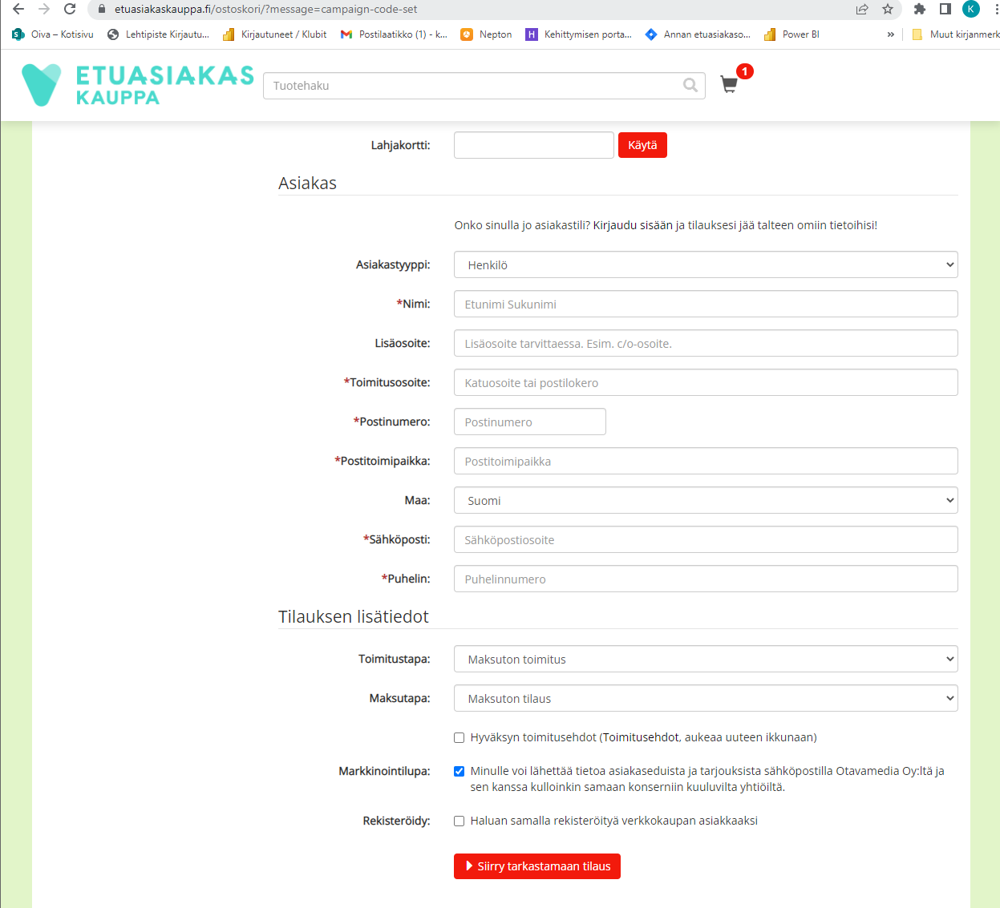 etuasiakaskauppa.fi/ostoskori/?message=campaign-code-set
K
Oiva – Kotisivu
Lehtipiste Kirjautu...
Kirjautuneet / Klubit
Postilaatikko (1) - k...
Nepton
H
Kehittymisen porta...
Annan etuasiakaso...
Power BI
»
Muut kirjanmerk
ETUASIAKAS
KAUPPA
Tuotehaku
1
Lahjakortti:
Käytä
Asiakas
Onko sinulla jo asiakastili? Kirjaudu sisään ja tilauksesi jää talteen omiin tietoihisi!
Asiakastyyppi: Henkilö
*Nimi: Etunimi Sukunimi
Lisäosoite: Lisäosoite tarvittaessa. Esim. c/o-osoite.
*Toimitusosoite: Katuosoite tai postilokero
*Postinumero: Postinumero
*Postitoimipaikka: Postitoimipaikka
Maa: Suomi
*Sähköposti: Sähköpostiosoite
*Puhelin: Puhelinnumero
Tilauksen lisätiedot
Toimitustapa: Maksuton toimitus
Maksutapa: Maksuton tilaus
Hyväksyn toimitusehdot (Toimitusehdot, aukeaa uuteen ikkunaan)
Markkinointilupa: Minulle voi lähettää tietoa asiakaseduista ja tarjouksista sähköpostilla Otavamedia Oy:ltä ja
sen kanssa kulloinkin samaan konserniin kuuluvilta yhtiöiltä.
Rekisteröidy: Haluan samalla rekisteröityä verkkokaupan asiakkaaksi
Siirry tarkastamaan tilaus